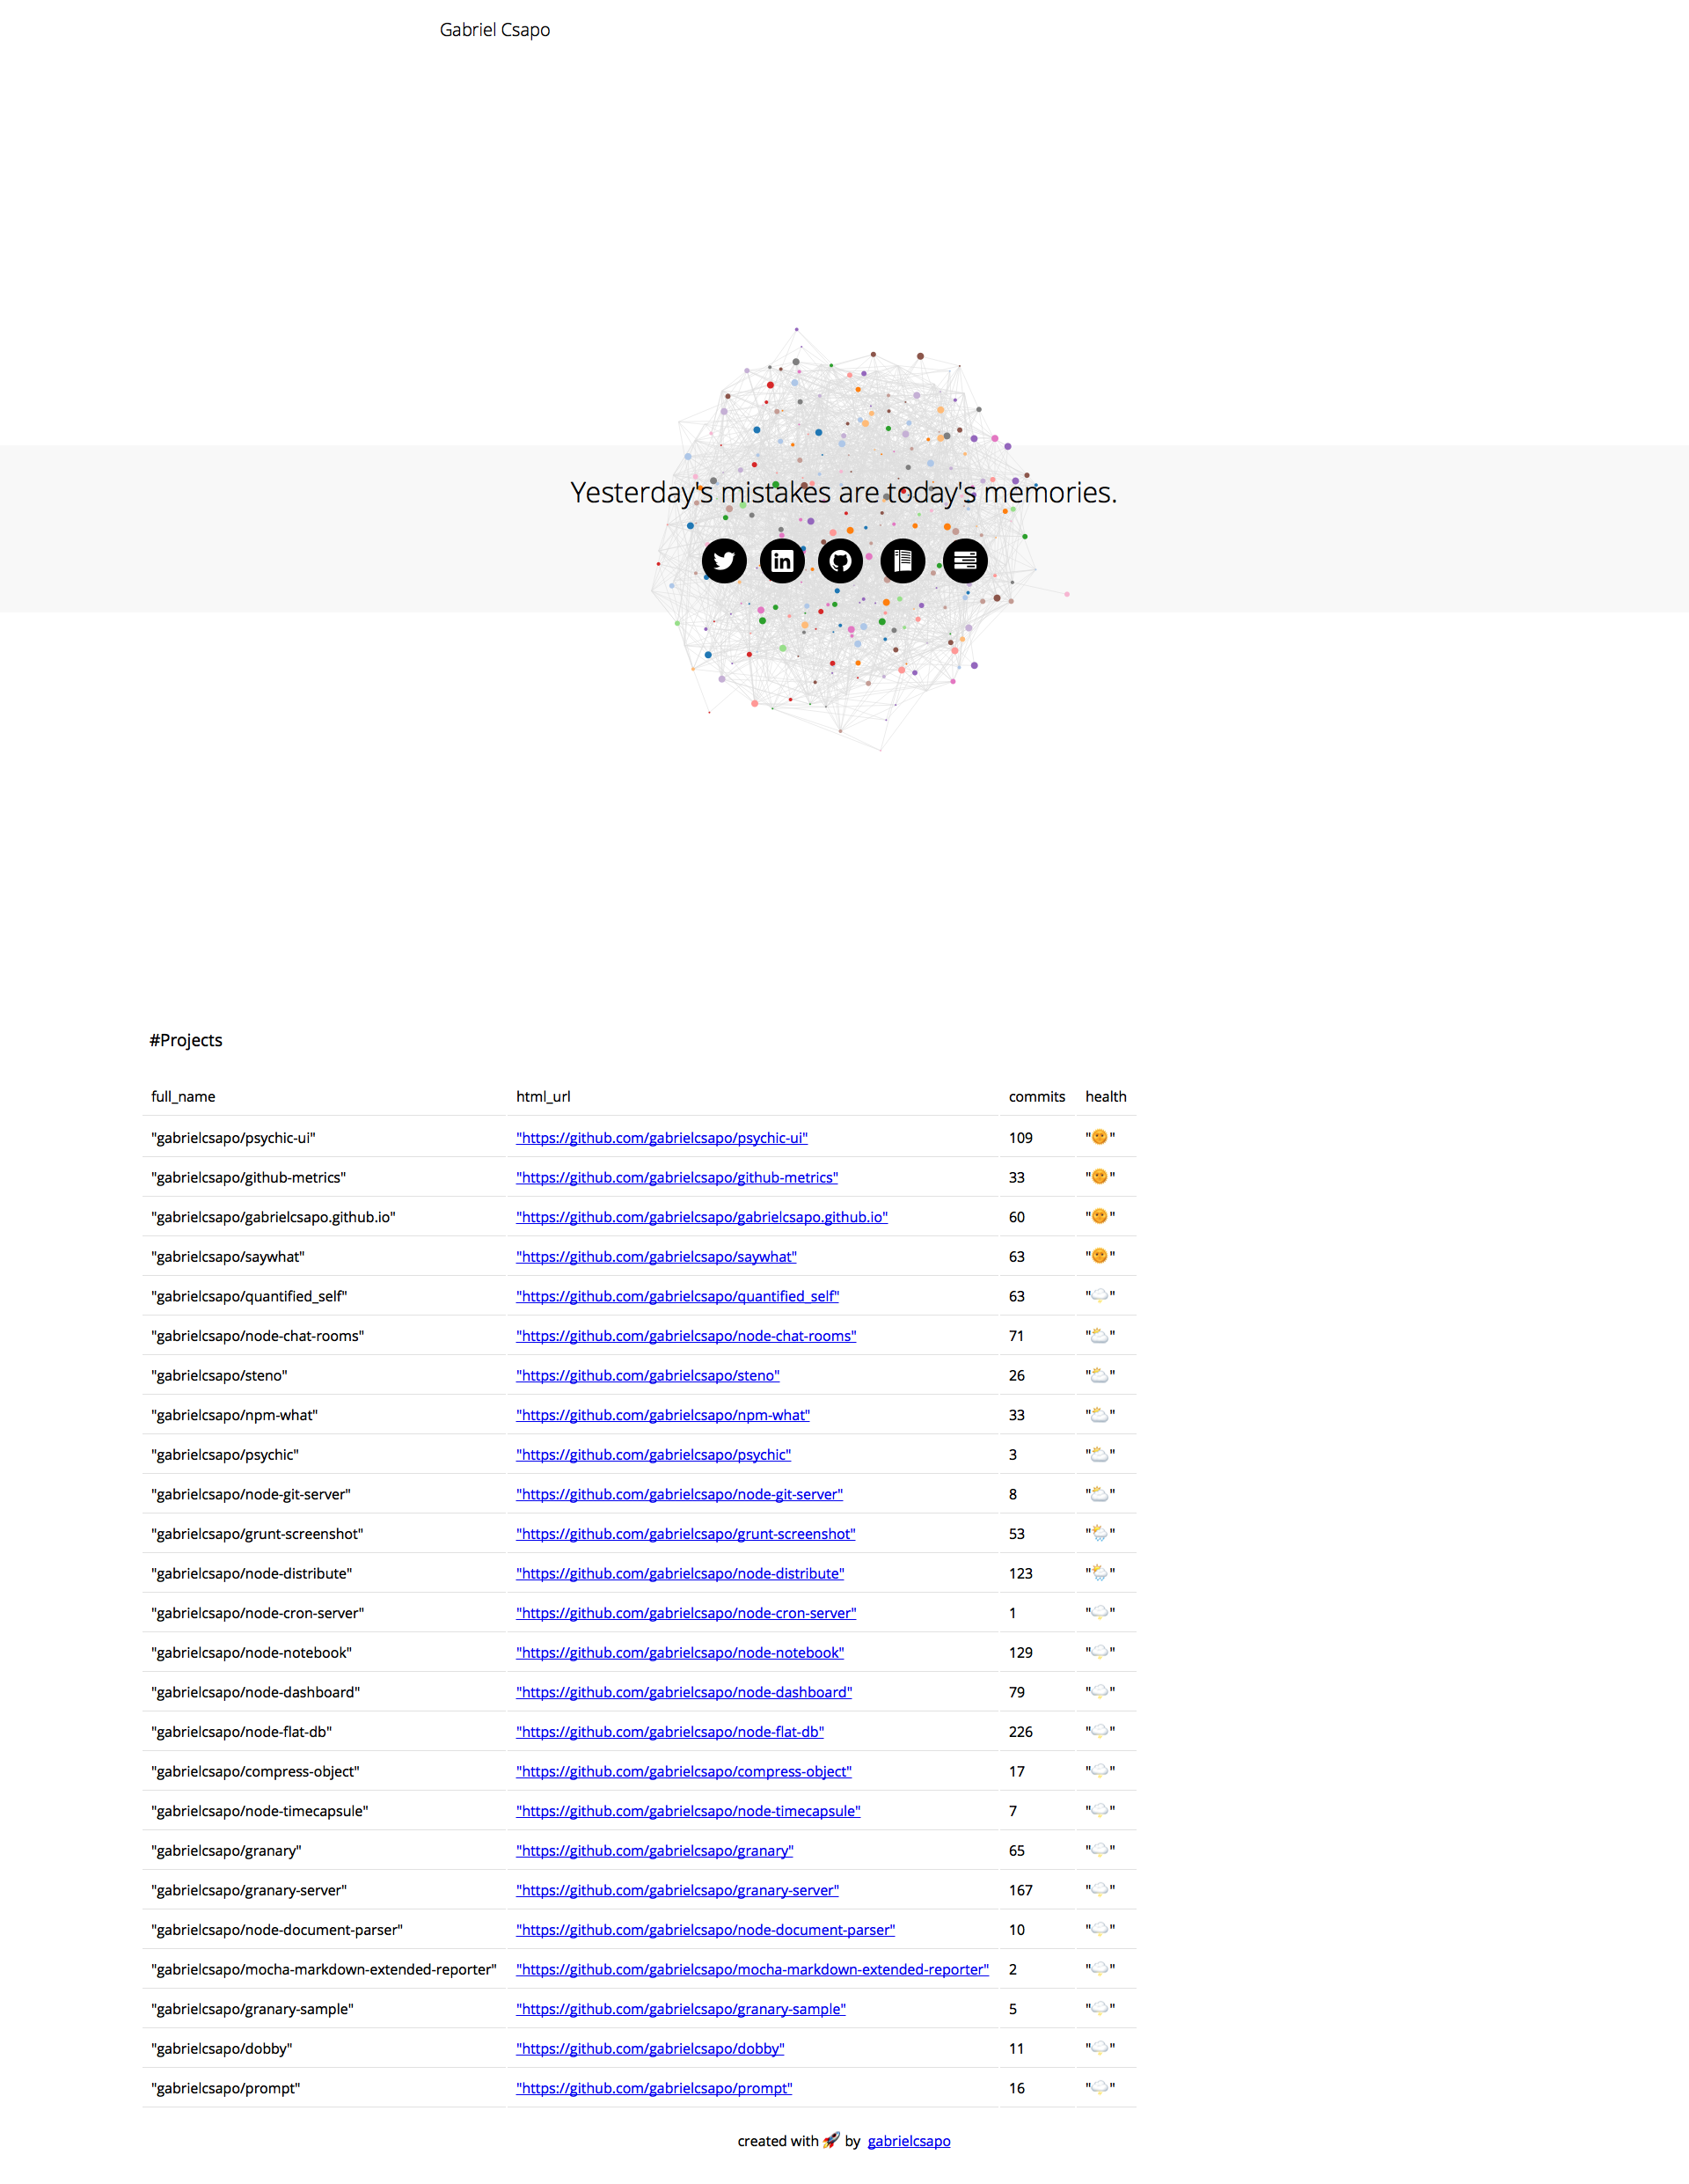 Gabriel Csapo
Yesterday's mistakes are today's memories.
#Projects
full_name html_url commits health
"gabrielcsapo/psychic-ui" "https://github.com/gabrielcsapo/psychic-ui" 109 "🌞"
"gabrielcsapo/github-metrics" "https://github.com/gabrielcsapo/github-metrics" 33 "🌞"
"gabrielcsapo/gabrielcsapo.github.io" "https://github.com/gabrielcsapo/gabrielcsapo.github.io" 60 "🌞"
"gabrielcsapo/saywhat" "https://github.com/gabrielcsapo/saywhat" 63 "🌞"
"gabrielcsapo/quantified_self" "https://github.com/gabrielcsapo/quantified_self" 63 "🌩"
"gabrielcsapo/node-chat-rooms" "https://github.com/gabrielcsapo/node-chat-rooms" 71 "🌥"
"gabrielcsapo/steno" "https://github.com/gabrielcsapo/steno" 26 "🌥"
"gabrielcsapo/npm-what" "https://github.com/gabrielcsapo/npm-what" 33 "🌥"
"gabrielcsapo/psychic" "https://github.com/gabrielcsapo/psychic" 3 "🌥"
"gabrielcsapo/node-git-server" "https://github.com/gabrielcsapo/node-git-server" 8 "🌥"
"gabrielcsapo/grunt-screenshot" "https://github.com/gabrielcsapo/grunt-screenshot" 53 "🌦"
"gabrielcsapo/node-distribute" "https://github.com/gabrielcsapo/node-distribute" 123 "🌦"
"gabrielcsapo/node-cron-server" "https://github.com/gabrielcsapo/node-cron-server" 1 "🌩"
"gabrielcsapo/node-notebook" "https://github.com/gabrielcsapo/node-notebook" 129 "🌩"
"gabrielcsapo/node-dashboard" "https://github.com/gabrielcsapo/node-dashboard" 79 "🌩"
"gabrielcsapo/node-flat-db" "https://github.com/gabrielcsapo/node-flat-db" 226 "🌩"
"gabrielcsapo/compress-object" "https://github.com/gabrielcsapo/compress-object" 17 "🌩"
"gabrielcsapo/node-timecapsule" "https://github.com/gabrielcsapo/node-timecapsule" 7 "🌩"
"gabrielcsapo/granary" "https://github.com/gabrielcsapo/granary" 65 "🌩"
"gabrielcsapo/granary-server" "https://github.com/gabrielcsapo/granary-server" 167 "🌩"
"gabrielcsapo/node-document-parser" "https://github.com/gabrielcsapo/node-document-parser" 10 "🌩"
"gabrielcsapo/mocha-markdown-extended-reporter" "https://github.com/gabrielcsapo/mocha-markdown-extended-reporter" 2 "🌩"
"gabrielcsapo/granary-sample" "https://github.com/gabrielcsapo/granary-sample" 5 "🌩"
"gabrielcsapo/dobby" "https://github.com/gabrielcsapo/dobby" 11 "🌩"
"gabrielcsapo/prompt" "https://github.com/gabrielcsapo/prompt" 16 "🌩"
created with 🚀 by gabrielcsapo